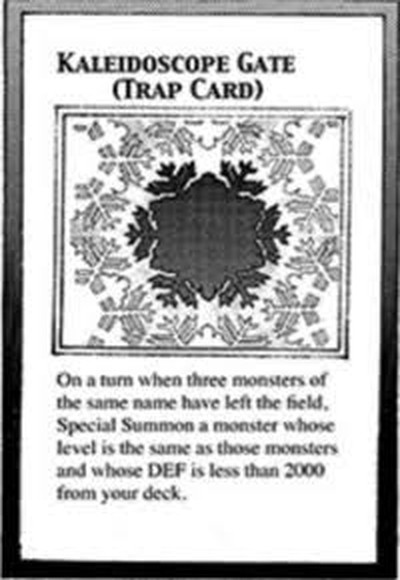 KALEIDOSCOPE GATE
(TRAP CARD)
On a turn when three monsters of
the same name have left the field,
Special Summon a monster whose
level is the same as those monsters
and whose DEF is less than 2000
from your deck.